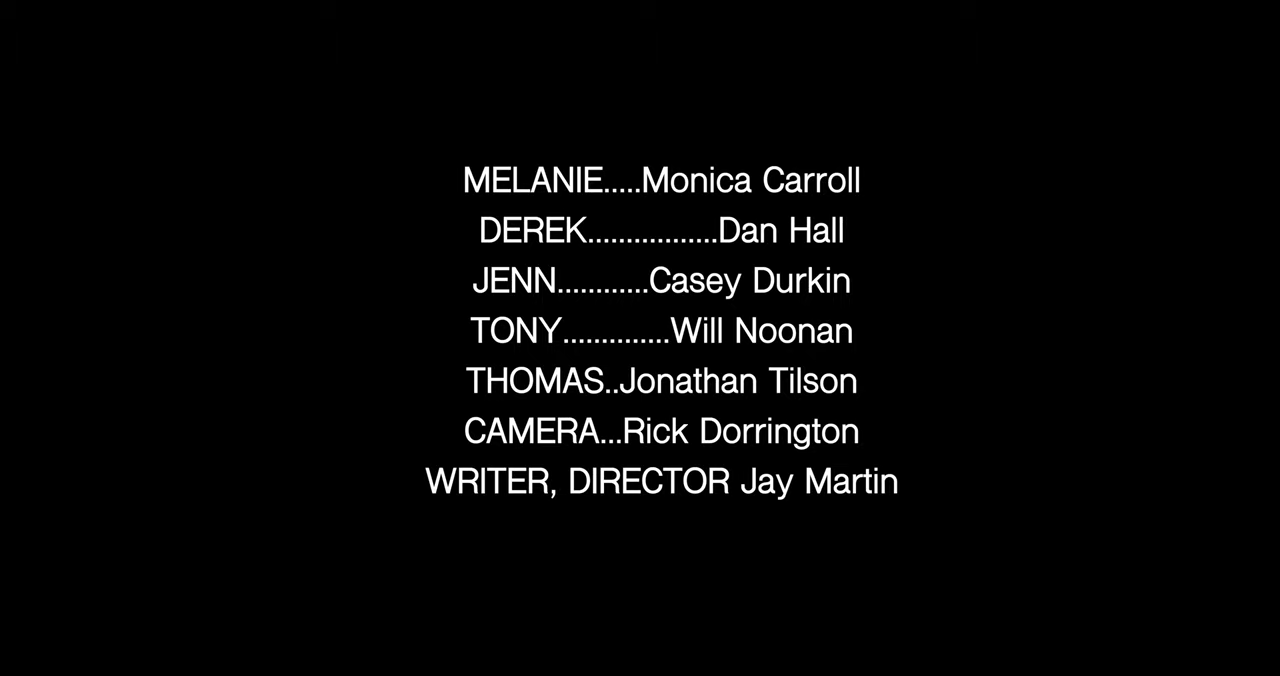 MELANIE.....Monica Carroll
DEREK.................Dan Hall
JENN............Casey Durkin
TONY..............Will Noonan
THOMAS..Jonathan Tilson
CAMERA...Rick Dorrington
WRITER, DIRECTOR Jay Martin